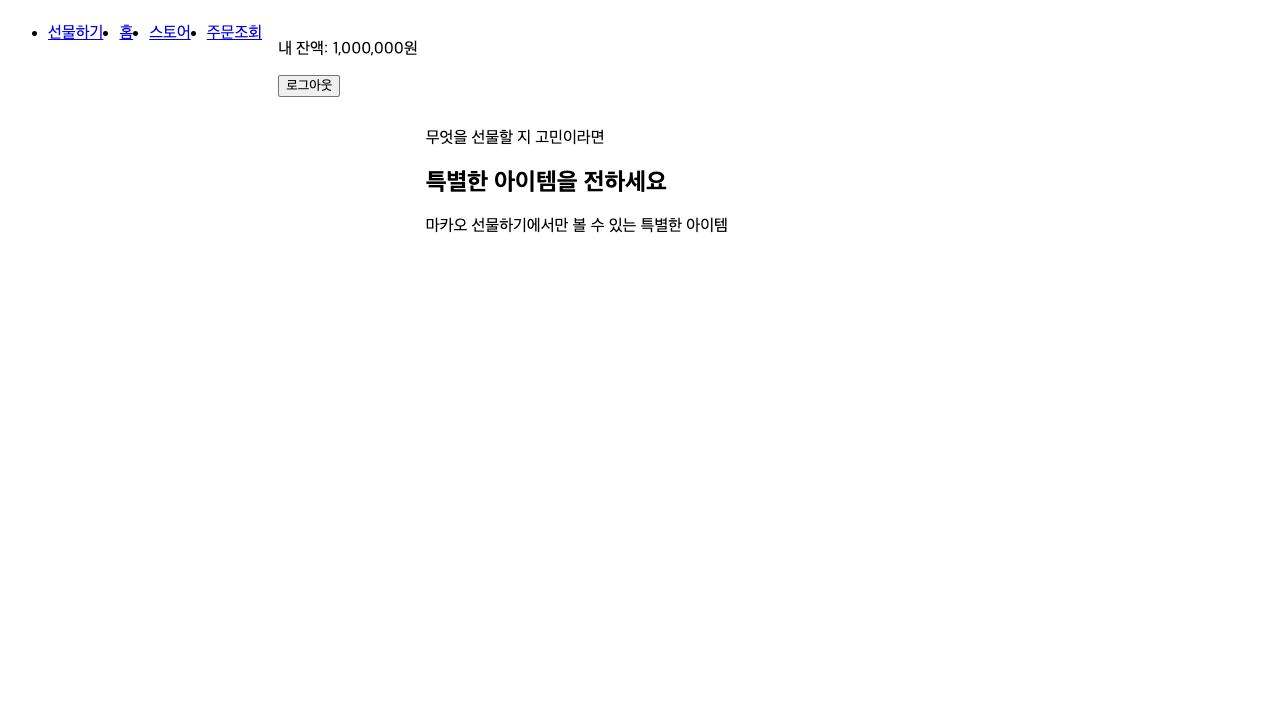 선물하기 홈 스토어 주문조회
내 잔액: 1,000,000원
로그아웃
무엇을 선물할 지 고민이라면
특별한 아이템을 전하세요
마카오 선물하기에서만 볼 수 있는 특별한 아이템